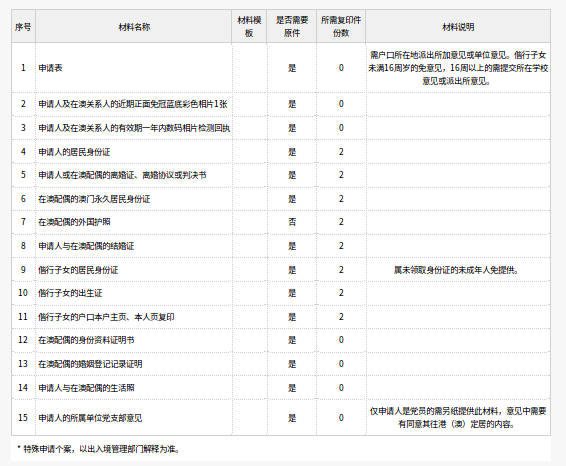 序号 材料名称 材料模板 是否需要原件 所需复印件份数 材料说明
1 申请表 是 0 需户口所在地派出所加意见或单位意见。偕行子女未满16周岁的免意见，16周以上的需提交所在学校意见或派出所意见。
2 申请人及在澳关系人的近期正面免冠蓝底彩色相片1张 是 0
3 申请人及在澳关系人的有效期一年内数码相片检测回执 是 0
4 申请人的居民身份证 是 2
5 申请人或在澳配偶的离婚证、离婚协议或判决书 是 2
6 在澳配偶的澳门永久居民身份证 是 2
7 在澳配偶的外国护照 否 2
8 申请人与在澳配偶的结婚证 是 2
9 偕行子女的居民身份证 是 2 属未领取身份证的未成年人免提供。
10 偕行子女的出生证 是 2
11 偕行子女的户口本户主页、本人页复印 是 2
12 在澳配偶的身份资料证明书 是 0
13 在澳配偶的婚姻登记记录证明 是 0
14 申请人与在澳配偶的生活照 是 0
15 申请人的所属单位党支部意见 是 0 仅申请人是党员的需另纸提供此材料，意见中需要有同意其往港（澳）定居的内容。
* 特殊申请个案，以出入境管理部门解释为准。